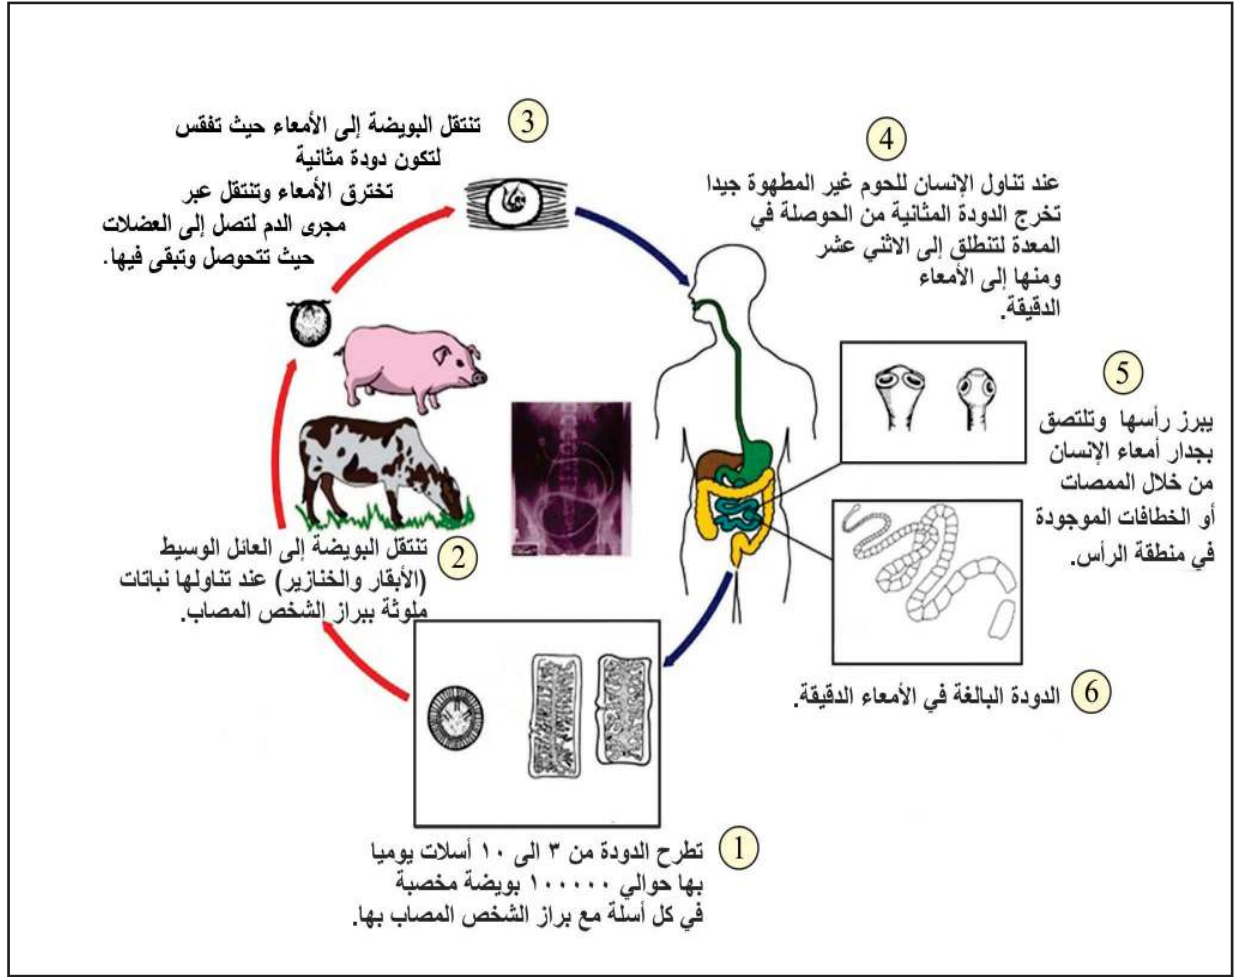 1
تطرح الدودة من ٣ الى ١٠ أسلات يوميا
بها حوالي ١٠٠٠٠٠ بويضة مخصبة
في كل أسلة مع براز الشخص المصاب بها.
2
تنتقل البويضة إلى العائل الوسيط
(الأبقار والخنازير) عند تناولها نباتات
ملوثة ببراز الشخص المصاب.
3
تنتقل البويضة إلى الأمعاء حيث تفقس
لتكون دودة مثانية
تخترق الأمعاء وتنتقل عبر
مجرى الدم لتصل إلى العضلات
حيث تتحوصل وتبقى فيها.
4
عند تناول الإنسان للحوم غير المطهوة جيدا
تخرج الدودة المثانية من الحوصلة في
المعدة لتنطلق إلى الاثني عشر
ومنها إلى الأمعاء
الدقيقة.
5
يبرز رأسها وتلتصق
بجدار أمعاء الإنسان
من خلال الممصات
أو الخطافات الموجودة
في منطقة الرأس.
6
الدودة البالغة في الأمعاء الدقيقة.